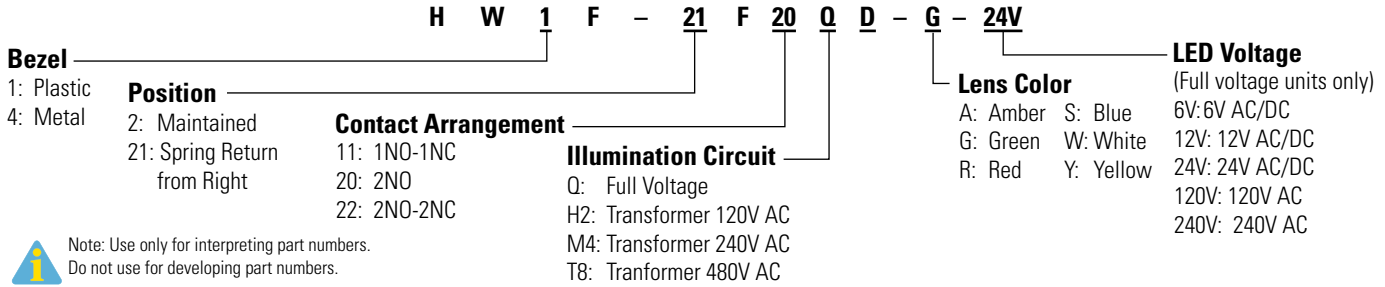 H W 1 F – 21 F 20 Q D – G – 24V
Bezel
1: Plastic
4: Metal
Position
2: Maintained
21: Spring Return
from Right
Contact Arrangement
11: 1NO-1NC
20: 2NO
22: 2NO-2NC
Illumination Circuit
Q: Full Voltage
H2: Transformer 120V AC
M4: Transformer 240V AC
T8: Tranformer 480V AC
Lens Color
A: Amber S: Blue
G: Green W: White
R: Red Y: Yellow
LED Voltage
(Full voltage units only)
6V: 6V AC/DC
12V: 12V AC/DC
24V: 24V AC/DC
120V: 120V AC
240V: 240V AC
i
Note: Use only for interpreting part numbers.
Do not use for developing part numbers.